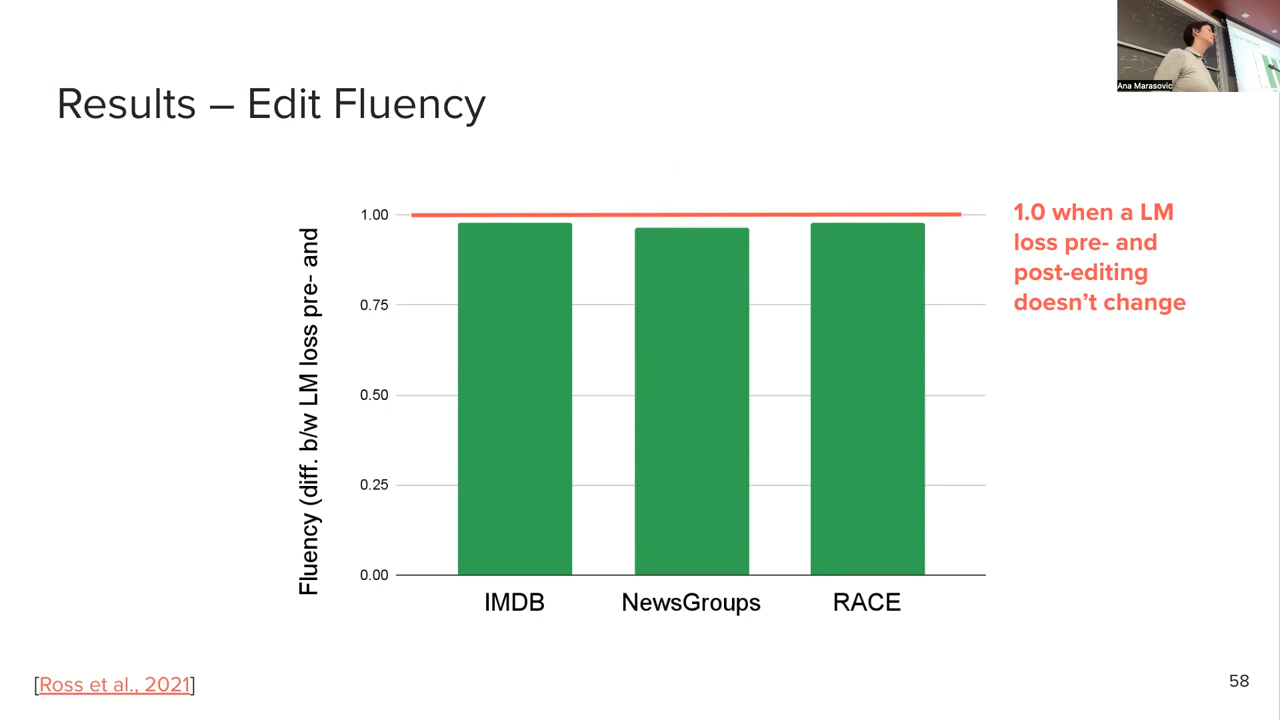 Ana Marasovic
Results – Edit Fluency
Fluency (diff. b/w LM loss pre- and
1.00
0.75
0.50
0.25
0.00
IMDB
NewsGroups
RACE
1.0 when a LM
loss pre- and
post-editing
doesn’t change
[Ross et al., 2021]
58